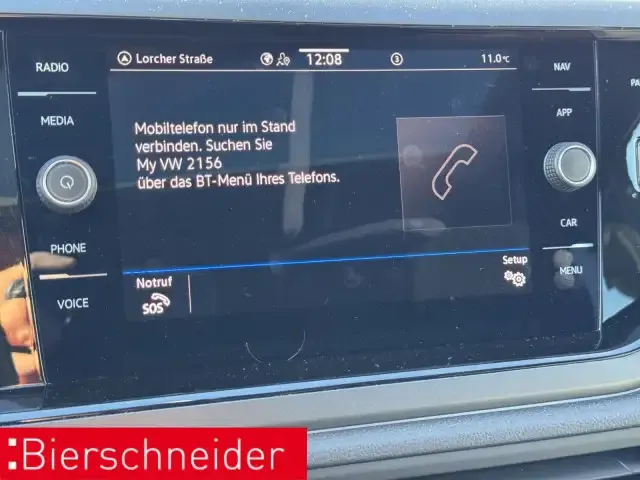 RADIO
MEDIA
PHONE
VOICE
Lorcher Straße
12:08
3
11.0°C
Mobiltelefon nur im Stand
verbinden. Suchen Sie
My VW 2156
über das BT-Menü Ihres Telefons.
Notruf
SOS
Setup
NAV
APP
CAR
MENU
:Bierschneider